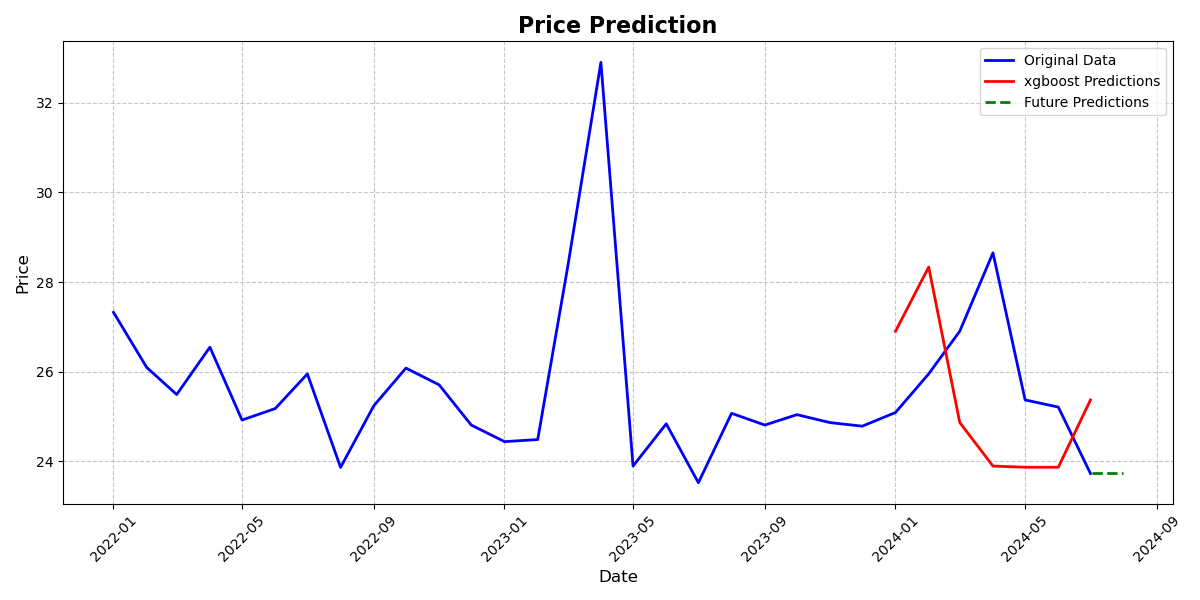 Price Prediction
Original Data
xgboost Predictions
Future Predictions
Price
32
30
28
26
24
2022-01
2022-05
2022-09
2023-01
2023-05
2023-09
2024-01
2024-05
2024-09
Date